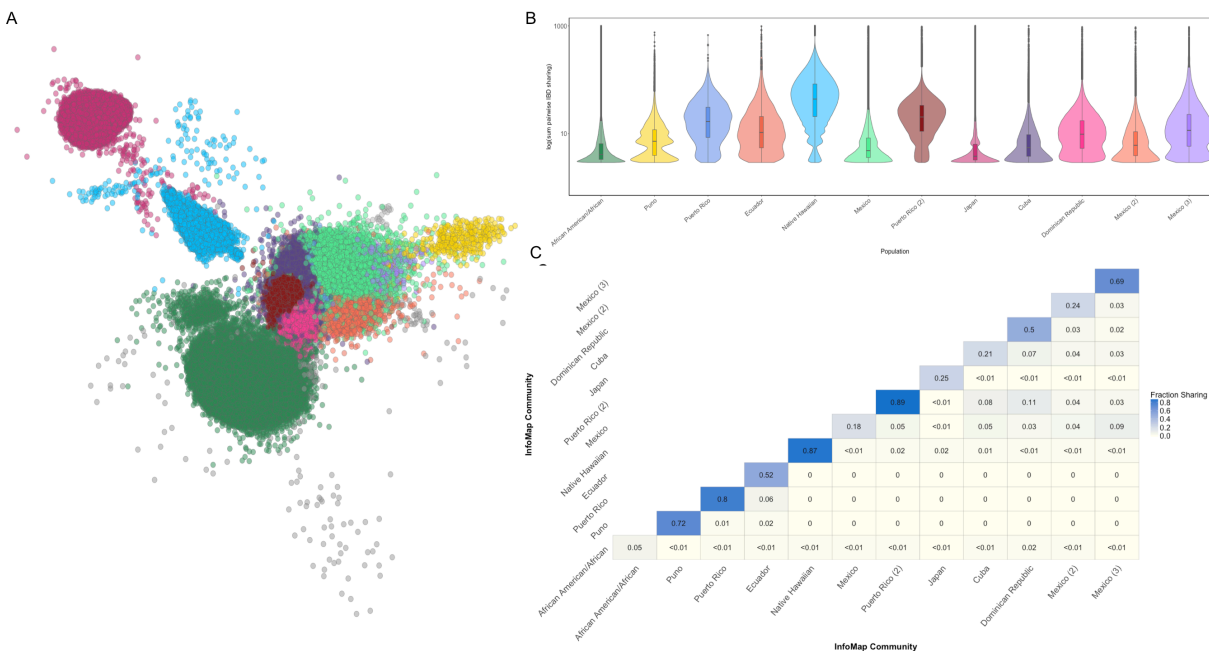 A
B
1000
10
log(sum pairwise IBD sharing)
African American/African
Puno
Puerto Rico
Ecuador
Native Hawaiian
Mexico
Puerto Rico (2)
Japan
Cuba
Dominican Republic
Mexico (2)
Mexico (3)
Population
C
InfoMap Community
Mexico (3) 0.69
Mexico (2) 0.24 0.03
Dominican Republic 0.5 0.03 0.02
Cuba 0.21 0.07 0.04 0.03
Japan 0.25 <0.01 <0.01 <0.01 <0.01
Puerto Rico (2) 0.89 <0.01 0.08 0.11 0.04 0.03
Mexico 0.18 0.05 <0.01 0.05 0.03 0.04 0.09
Native Hawaiian 0.87 <0.01 0.02 0.02 0.01 <0.01 <0.01 <0.01
Ecuador 0.52 0 0 0 0 0 0 0 0
Puerto Rico 0.8 0.06 0 0 0 0 0 0 0 0
Puno 0.72 0.01 0.02 0 0 0 0 0 0 0 0
African American/African 0.05 <0.01 <0.01 <0.01 <0.01 <0.01 <0.01 <0.01 <0.01 0.02 <0.01 <0.01
African American/African
Puno
Puerto Rico
Ecuador
Native Hawaiian
Mexico
Puerto Rico (2)
Japan
Cuba
Dominican Republic
Mexico (2)
Mexico (3)
InfoMap Community
Fraction Sharing
0.8
0.6
0.4
0.2
0.0